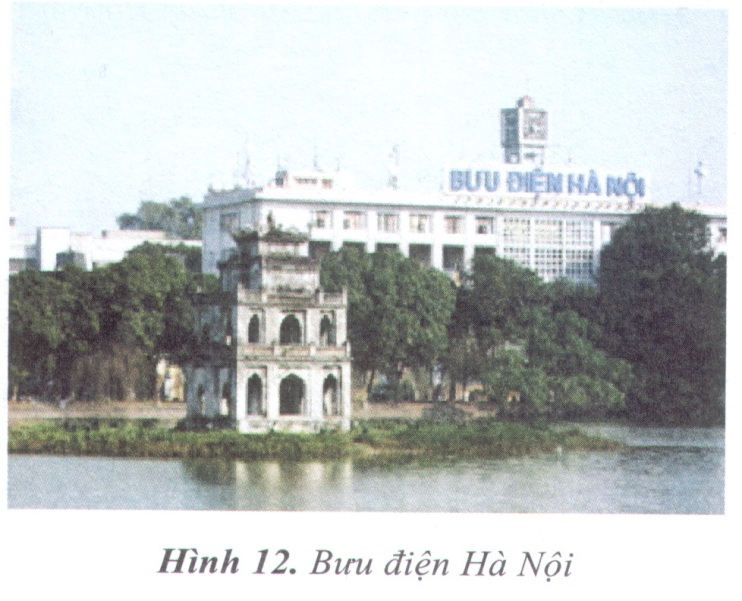 BƯU ĐIỆN HÀ NỘI
Hình 12. Bưu điện Hà Nội